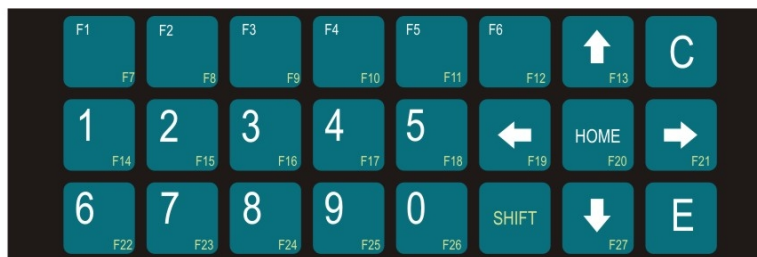 F1 F2 F3 F4 F5 F6 C
F7 F8 F9 F10 F11 F12 F13
1 2 3 4 5 HOME
F14 F15 F16 F17 F18 F19 F20 F21
6 7 8 9 0 SHIFT E
F22 F23 F24 F25 F26 F27